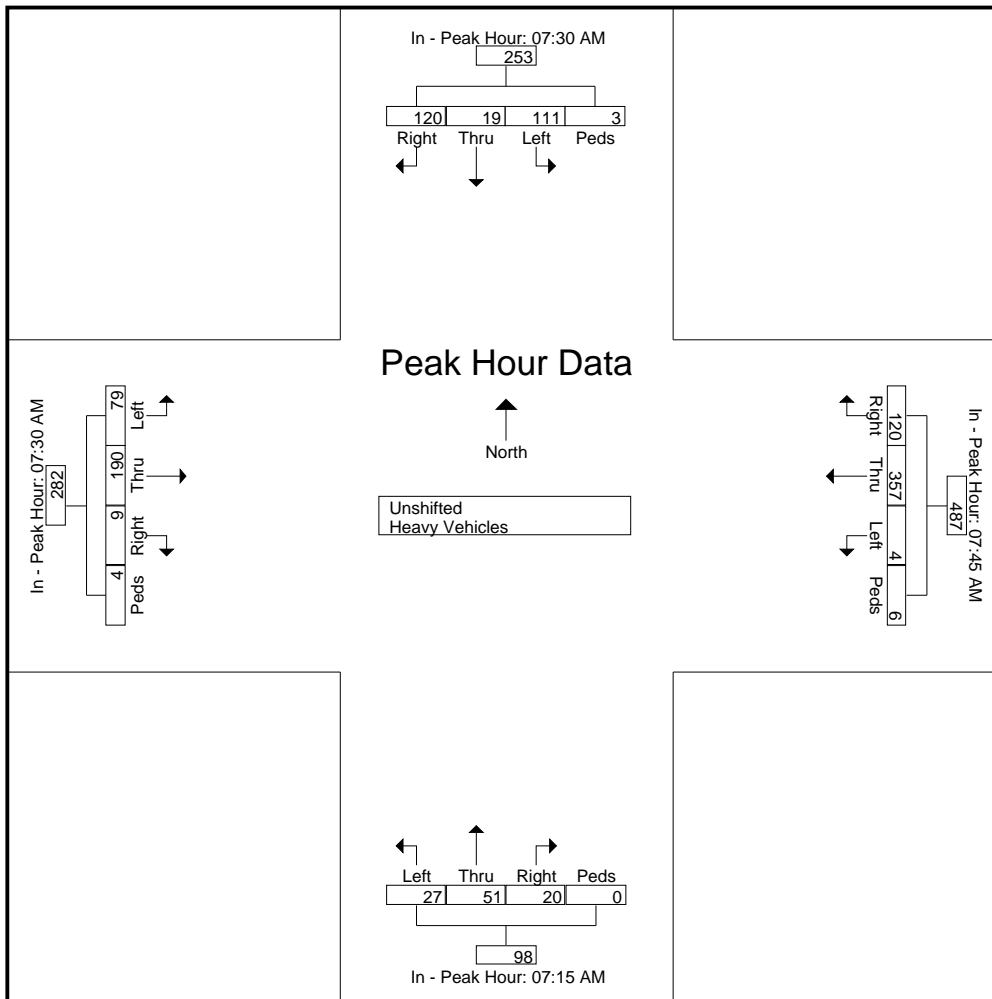 In - Peak Hour: 07:30 AM
253
120 19 111 3
Right Thru Left Peds
Peak Hour Data
North
Unshifted
Heavy Vehicles
In - Peak Hour: 07:30 AM
282
79 190 9 4
Left Thru Right Peds
In - Peak Hour: 07:45 AM
487
120 357 4 6
Right Thru Left Peds
Left Thru Right Peds
27 51 20 0
98
In - Peak Hour: 07:15 AM